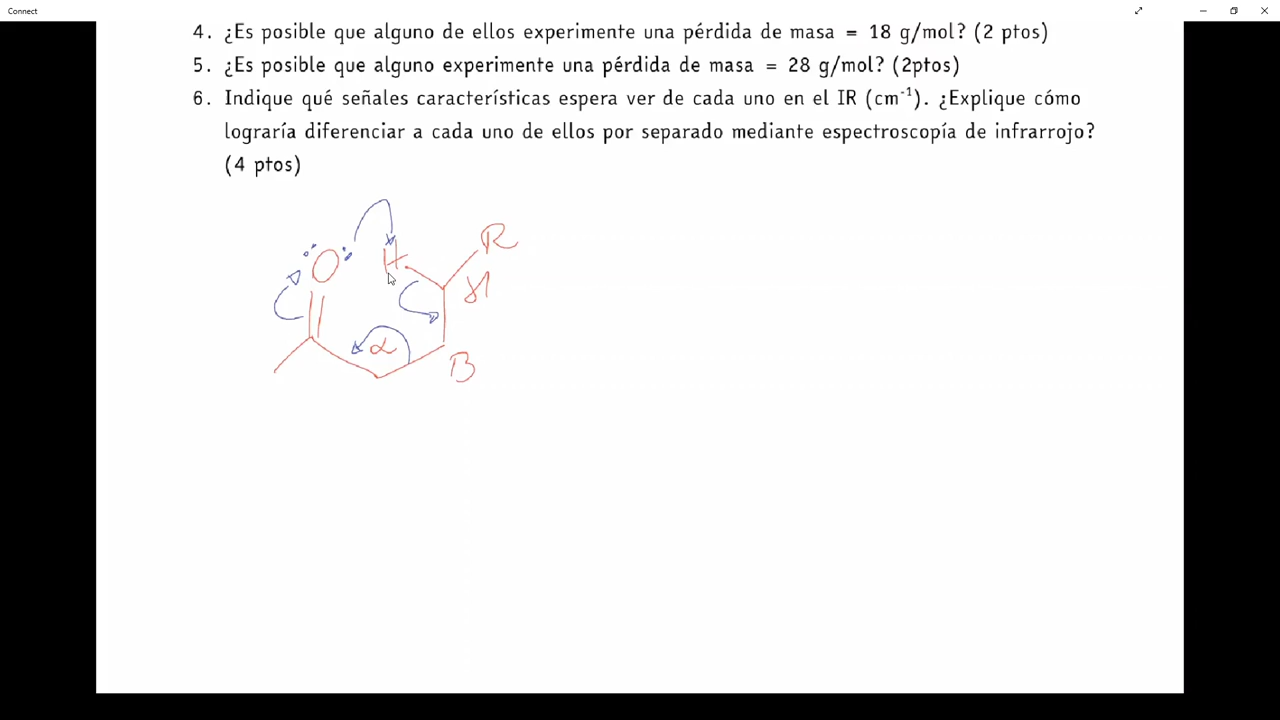 Connect
4. ¿Es posible que alguno de ellos experimente una pérdida de masa = 18 g/mol? (2 ptos)
5. ¿Es posible que alguno experimente una pérdida de masa = 28 g/mol? (2ptos)
6. Indique qué señales características espera ver de cada uno en el IR (cm⁻¹). ¿Explique cómo
lograría diferenciar a cada uno de ellos por separado mediante espectroscopía de infrarrojo?
(4 ptos)
R
O H
α
B